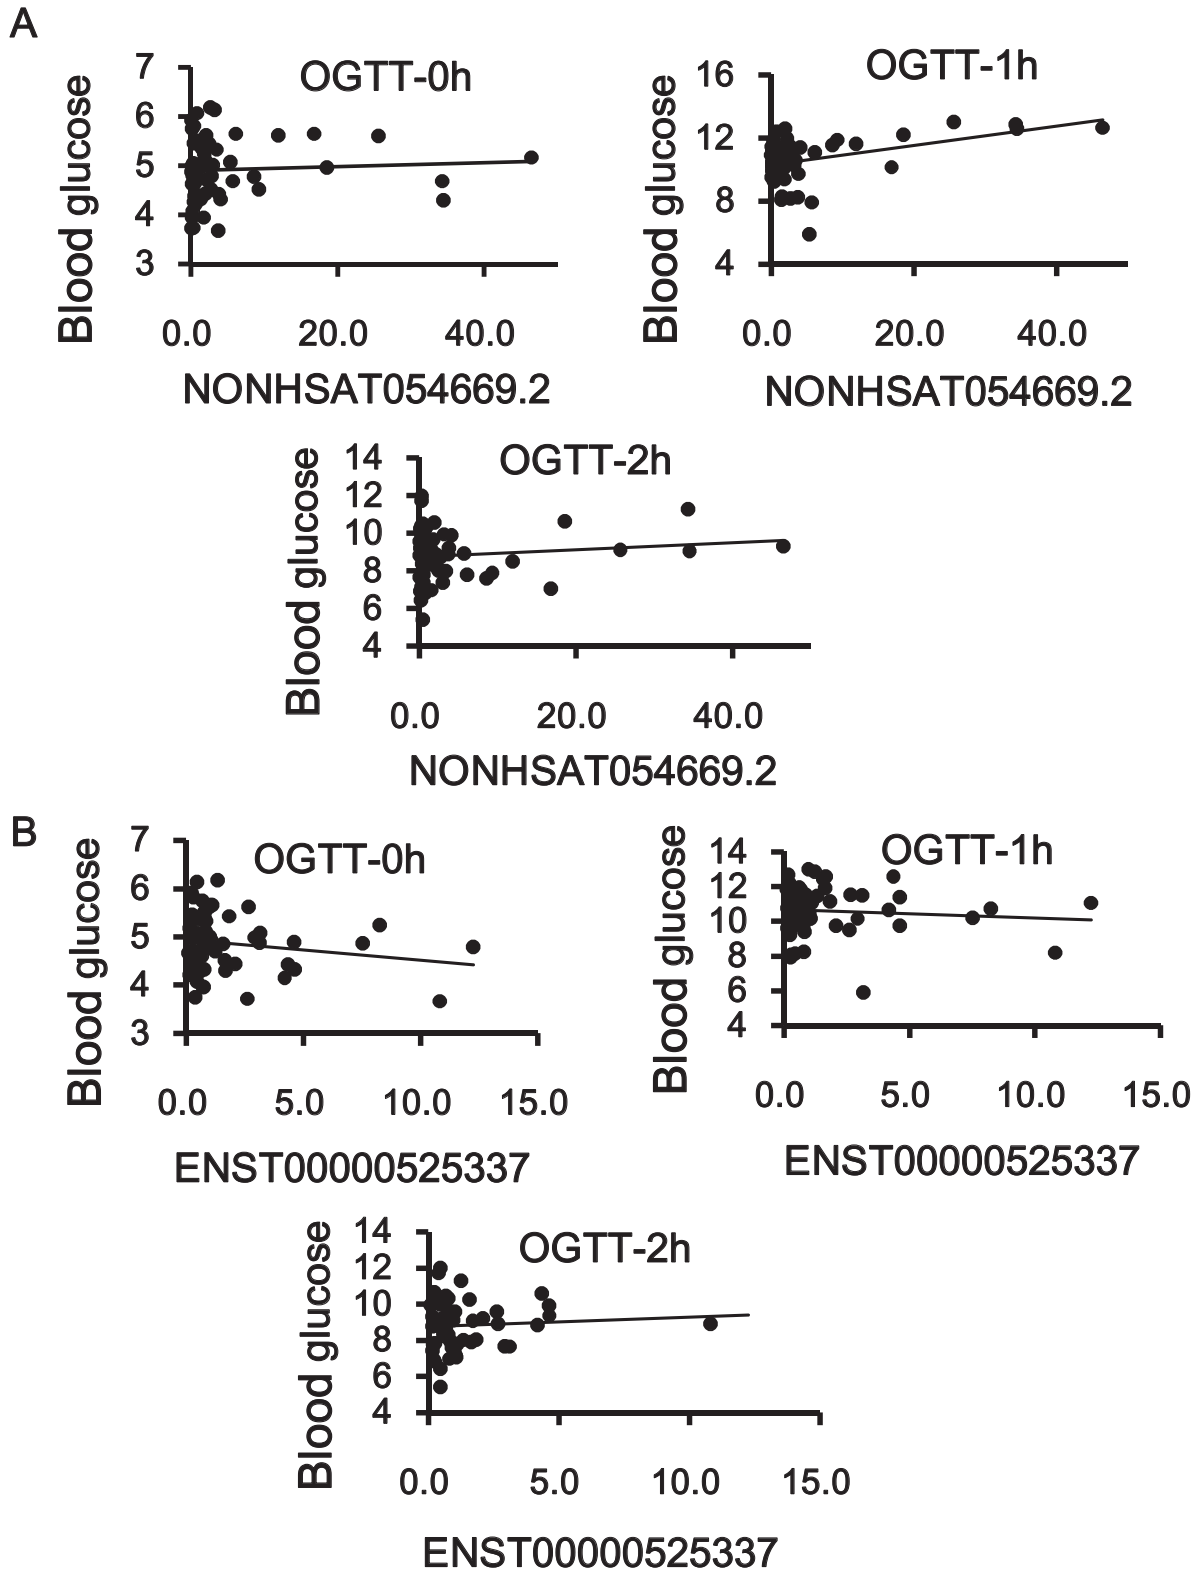 A
OGTT-0h
Blood glucose
7
6
5
4
3
0.0 20.0 40.0
NONHSAT054669.2
OGTT-1h
Blood glucose
16
12
8
4
0.0 20.0 40.0
NONHSAT054669.2
OGTT-2h
Blood glucose
14
12
10
8
6
4
0.0 20.0 40.0
NONHSAT054669.2
B
OGTT-0h
Blood glucose
7
6
5
4
3
0.0 5.0 10.0 15.0
ENST00000525337
OGTT-1h
Blood glucose
14
12
10
8
6
4
0.0 5.0 10.0 15.0
ENST00000525337
OGTT-2h
Blood glucose
14
12
10
8
6
4
0.0 5.0 10.0 15.0
ENST00000525337